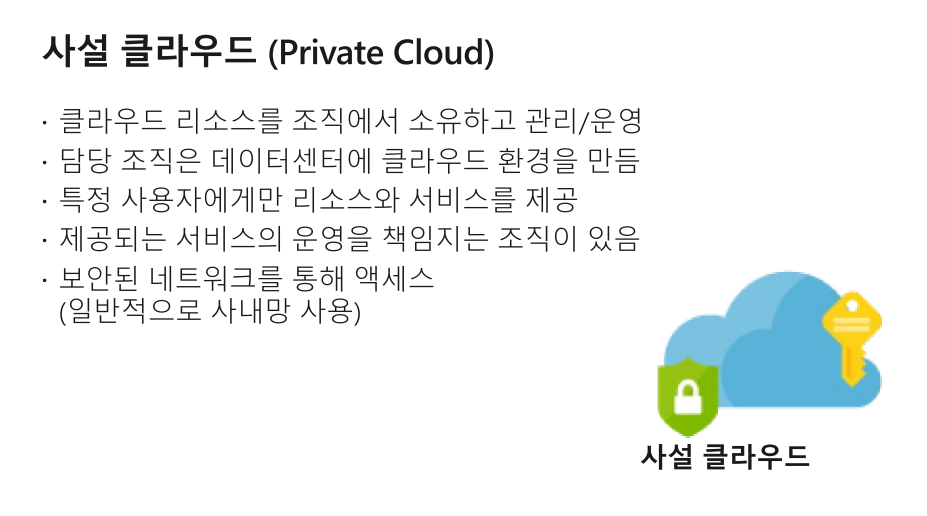 사설 클라우드 (Private Cloud)
· 클라우드 리소스를 조직에서 소유하고 관리/운영
· 담당 조직은 데이터센터에 클라우드 환경을 만듬
· 특정 사용자에게만 리소스와 서비스를 제공
· 제공되는 서비스의 운영을 책임지는 조직이 있음
· 보안된 네트워크를 통해 액세스
(일반적으로 사내망 사용)
사설 클라우드